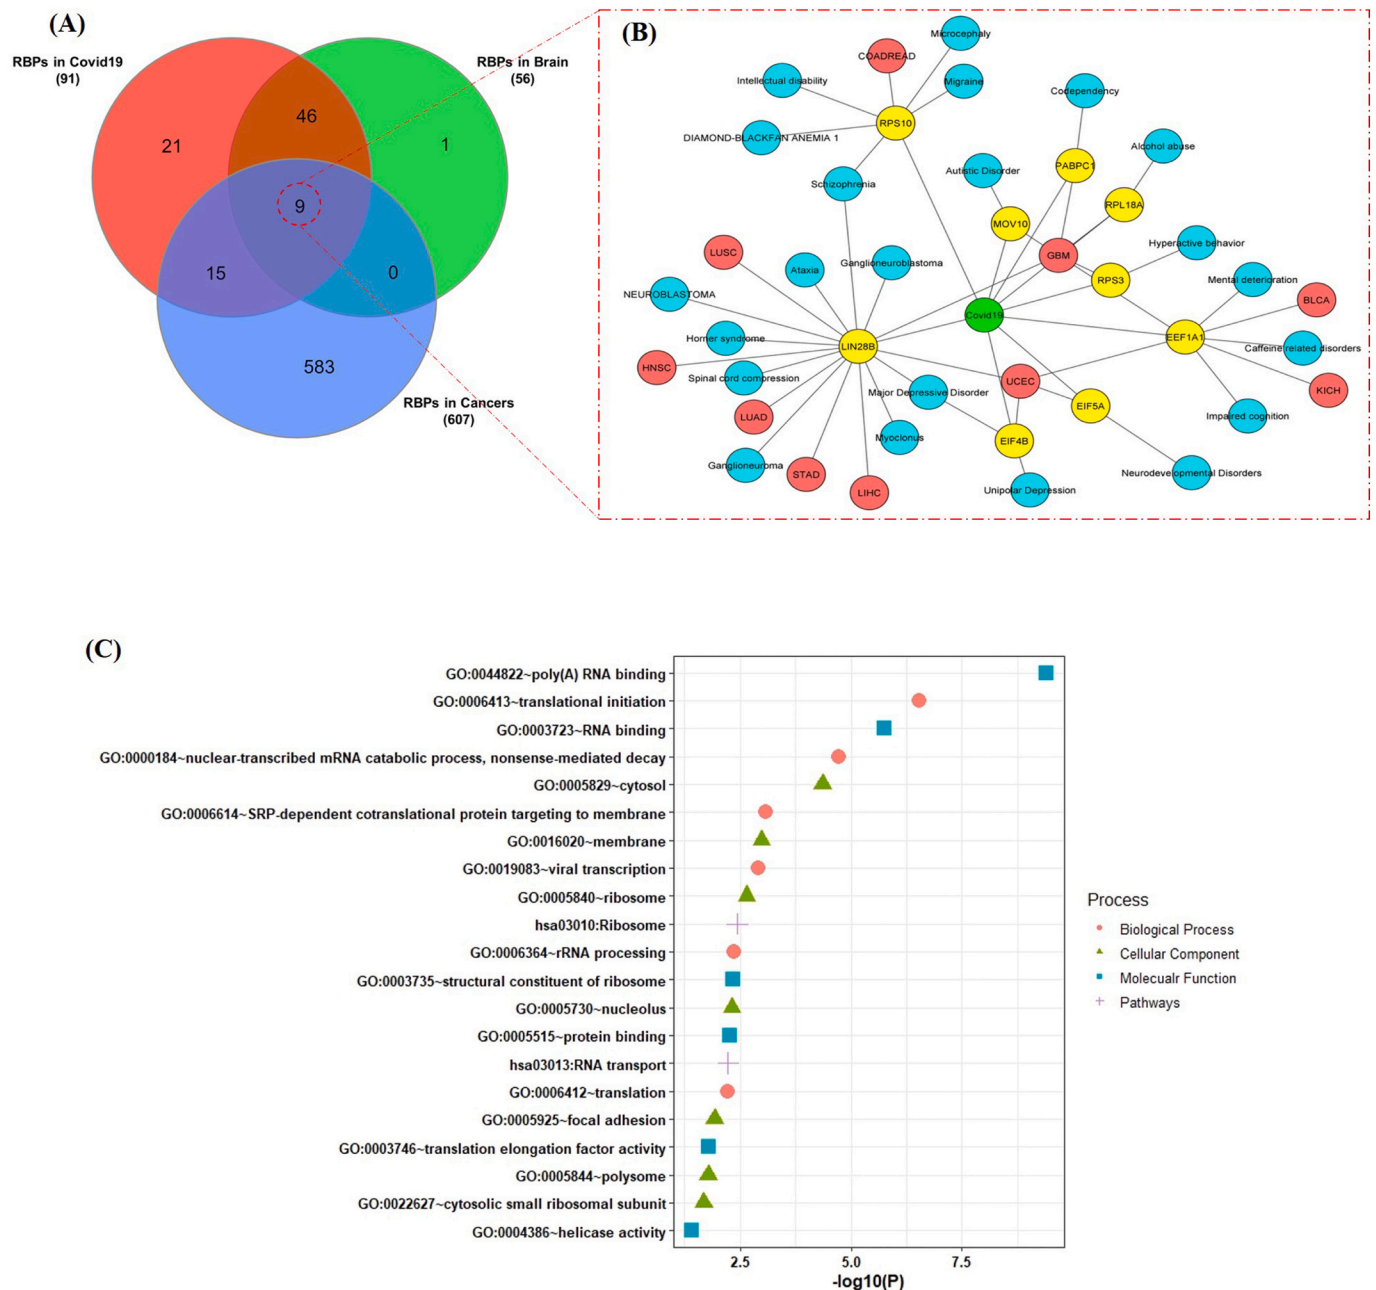 (A)
RBPs in Covid19
(91)
RBPs in Brain
(56)
21
46
1
9
15
0
583
RBPs in Cancers
(607)
(B)
Microcephaly
COADREAD
Intellectual disability
Migraine
Codependency
RPS10
DIAMOND-BLACKFAN ANEMIA 1
Alcohol abuse
PABPC1
Autistic Disorder
Schizophrenia
RPL18A
MOV10
Hyperactive behavior
LUSC
GBM
Ganglioneuroblastoma
Ataxia
RPS3
Mental deterioration
NEUROBLASTOMA
BLCA
Covid19
Horner syndrome
EEF1A1
LIN28B
Caffeine related disorders
HNSC
Spinal cord compression
UCEC
KICH
Major Depressive Disorder
EIF5A
LUAD
Impaired cognition
Myoclonus
EIF4B
Ganglioneuroma
STAD
Neurodevelopmental Disorders
LIHC
Unipolar Depression
(C)
GO:0044822~poly(A) RNA binding
GO:0006413~translational initiation
GO:0003723~RNA binding
GO:0000184~nuclear-transcribed mRNA catabolic process, nonsense-mediated decay
GO:0005829~cytosol
GO:0006614~SRP-dependent cotranslational protein targeting to membrane
GO:0016020~membrane
GO:0019083~viral transcription
GO:0005840~ribosome
hsa03010:Ribosome
GO:0006364~rRNA processing
GO:0003735~structural constituent of ribosome
GO:0005730~nucleolus
GO:0005515~protein binding
hsa03013:RNA transport
GO:0006412~translation
GO:0005925~focal adhesion
GO:0003746~translation elongation factor activity
GO:0005844~polysome
GO:0022627~cytosolic small ribosomal subunit
GO:0004386~helicase activity
2.5
5.0
7.5
-log10(P)
Process
Biological Process
Cellular Component
Molecualr Function
Pathways